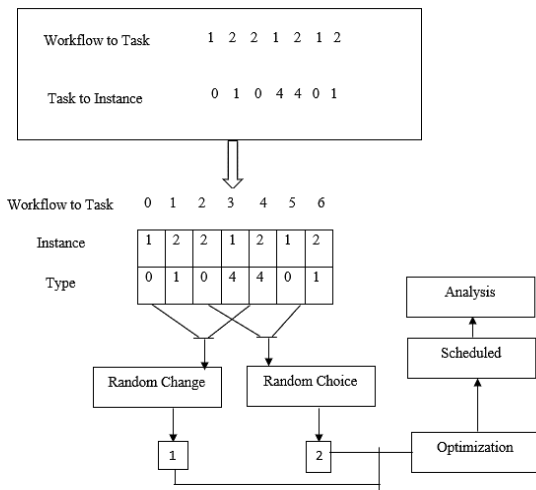 Workflow to Task 1 2 2 1 2 1 2
Task to Instance 0 1 0 4 4 0 1
Workflow to Task 0 1 2 3 4 5 6
Instance 1 2 2 1 2 1 2
Type 0 1 0 4 4 0 1
Analysis
Scheduled
Random Change Random Choice
1 2 Optimization